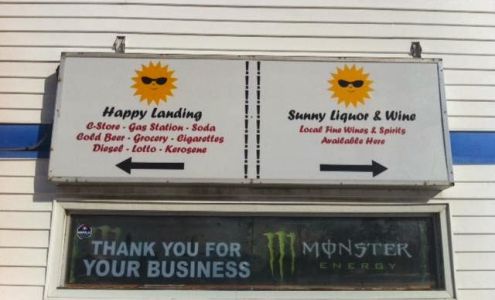 Happy Landing
C-Store - Gas Station - Soda
Cold Beer - Grocery - Cigarettes
Diesel - Lotto - Kerosene
Sunny Liquor & Wine
Local Fine Wines & Spirits
Available Here
THANK YOU FOR
YOUR BUSINESS
MONSTER
ENERGY